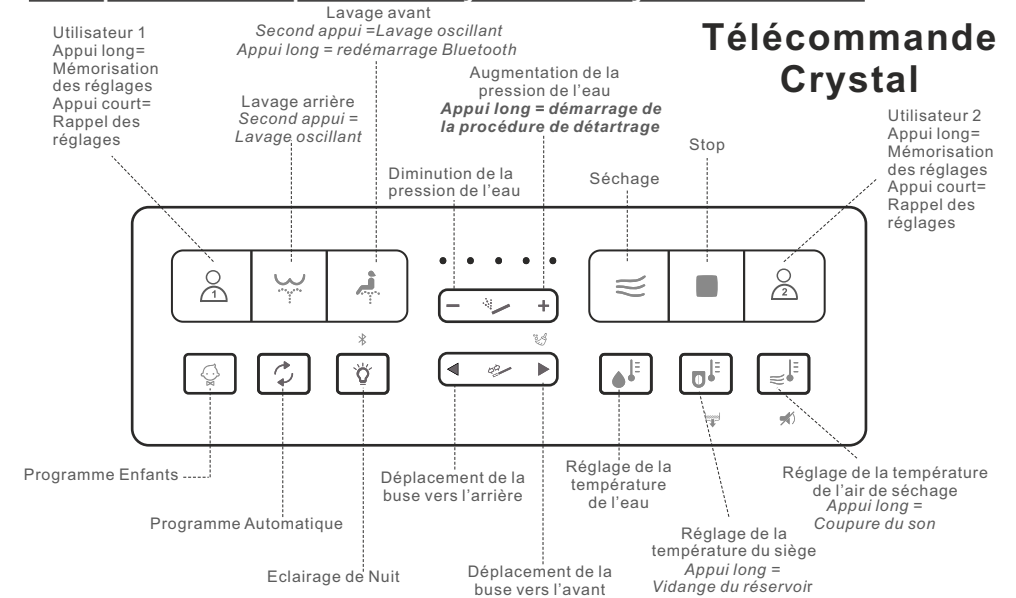 Télécommande
Crystal
Utilisateur 1
Appui long=
Mémorisation
des réglages
Appui court=
Rappel des
réglages
Lavage avant
Second appui =Lavage oscillant
Appui long = redémarrage Bluetooth
Lavage arrière
Second appui =
Lavage oscillant
Augmentation de la
pression de l’eau
Appui long = démarrage de
la procédure de détartrage
Diminution de la
pression de l’eau
Séchage
Stop
Utilisateur 2
Appui long=
Mémorisation
des réglages
Appui court=
Rappel des
réglages
1
2
Programme Enfants
Programme Automatique
Eclairage de Nuit
Déplacement de la
buse vers l’arrière
Déplacement de la
buse vers l’avant
Réglage de la
température
de l’eau
Réglage de la
température du siège
Appui long =
Vidange du réservoir
Réglage de la température
de l’air de séchage
Appui long =
Coupure du son